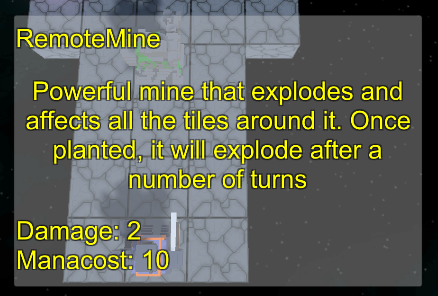 RemoteMine
Powerful mine that explodes and
affects all the tiles around it. Once
planted, it will explode after a
number of turns
Damage: 2
Manacost: 10